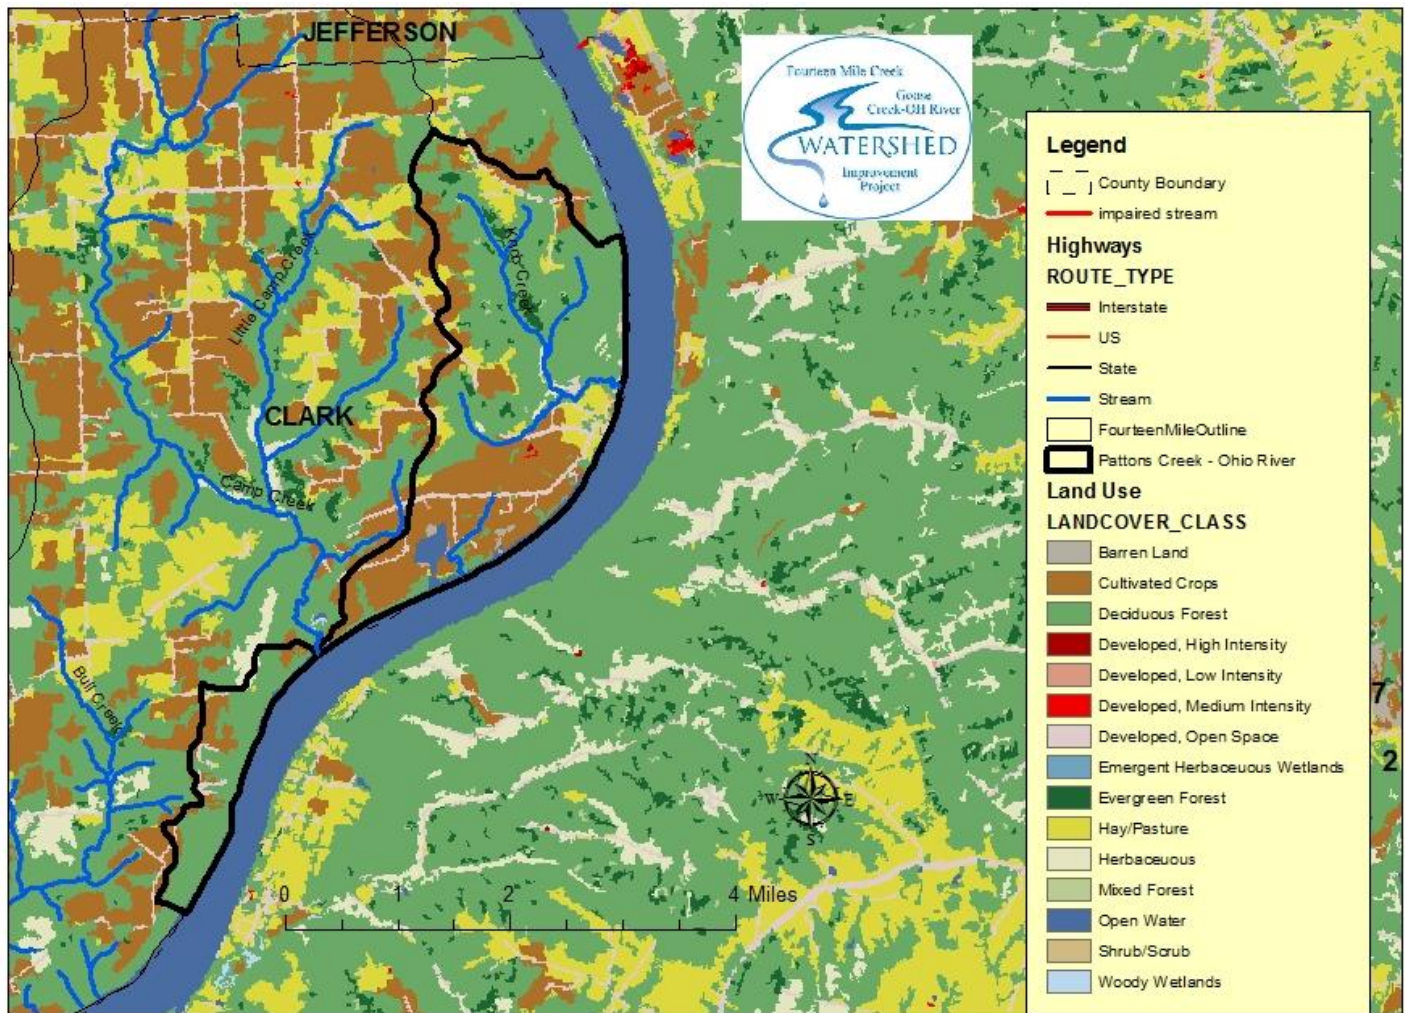 JEFFERSON
Fourteen Mile Creek
Goose
Creek-OH River
WATERSHED
Improvement
Project
Little Camp Creek
Knob Creek
CLARK
Camp Creek
Bull Creek
N
W
E
S
0
1
2
4 Miles
7
2
Legend
County Boundary
impaired stream
Highways
ROUTE_TYPE
Interstate
US
State
Stream
FourteenMileOutline
Pattons Creek - Ohio River
Land Use
LANDCOVER_CLASS
Barren Land
Cultivated Crops
Deciduous Forest
Developed, High Intensity
Developed, Low Intensity
Developed, Medium Intensity
Developed, Open Space
Emergent Herbaceuous Wetlands
Evergreen Forest
Hay/Pasture
Herbaceuous
Mixed Forest
Open Water
Shrub/Scrub
Woody Wetlands